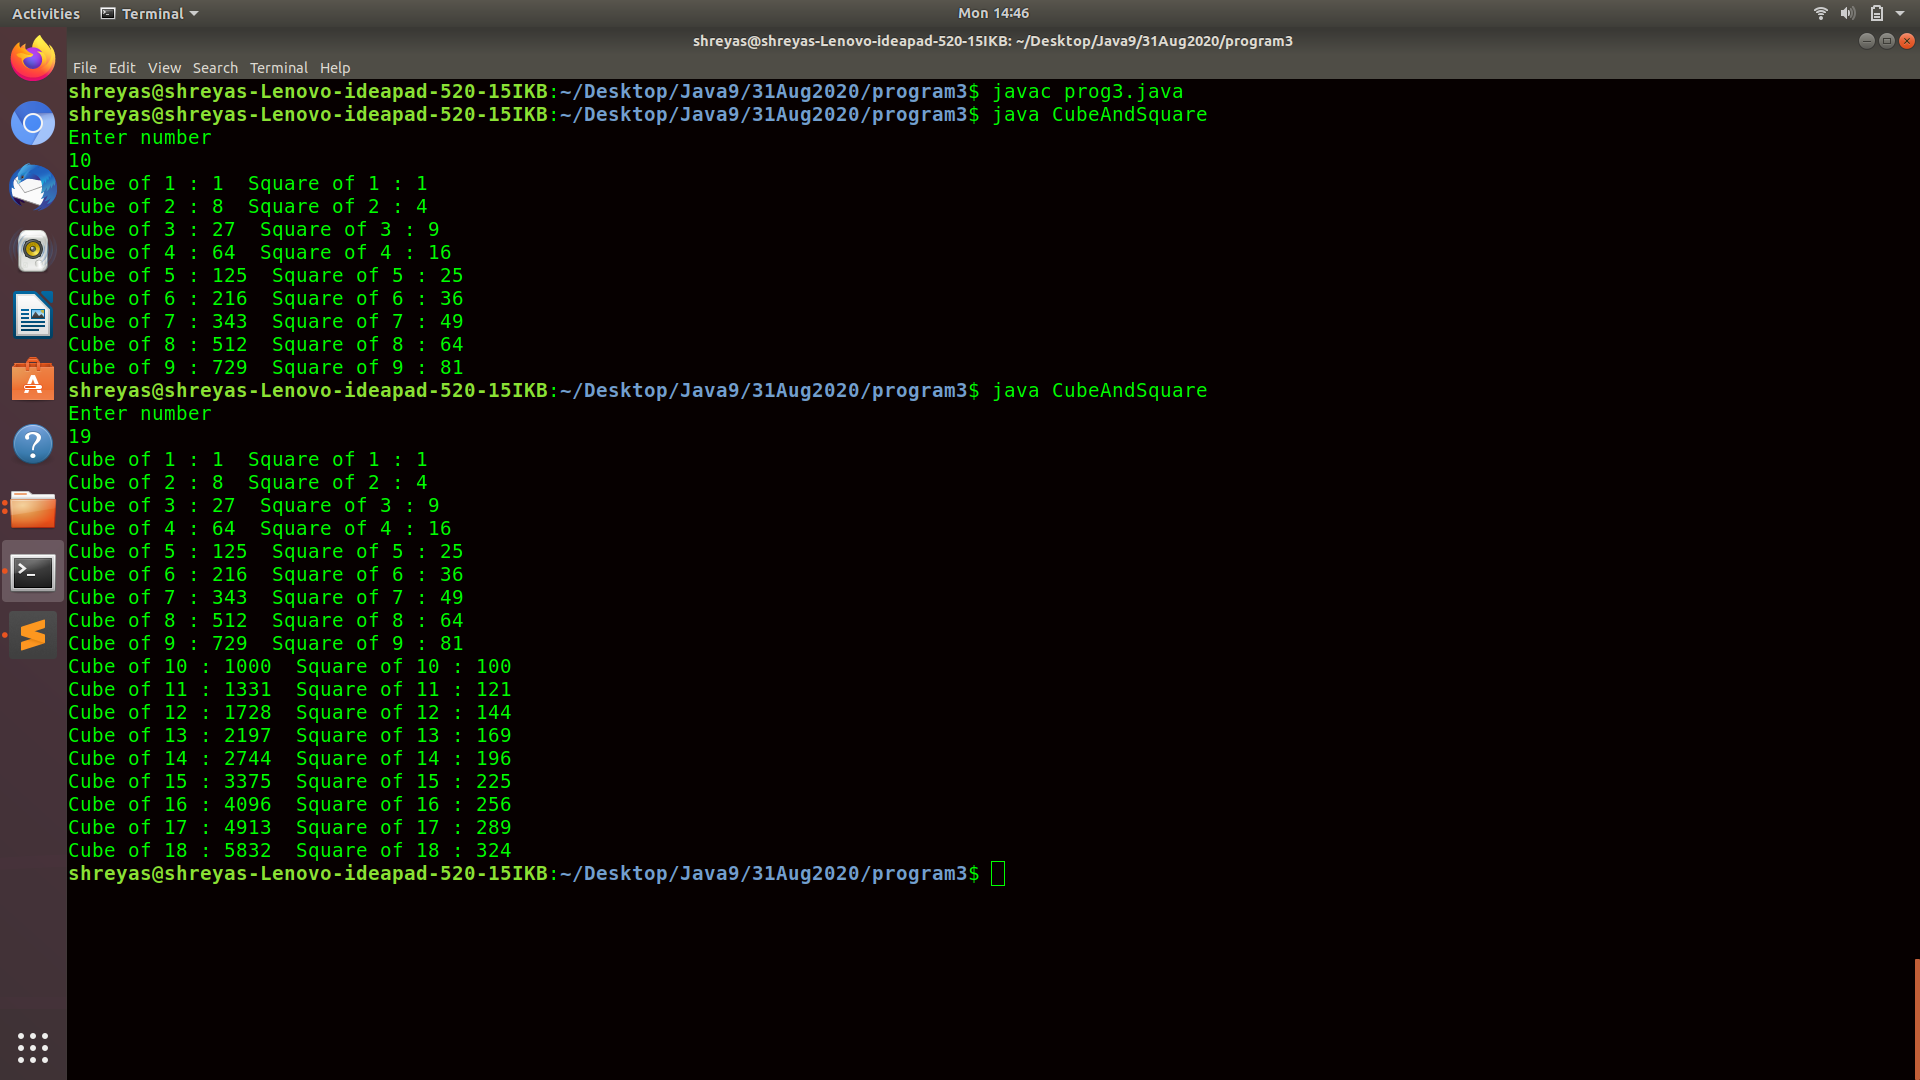 Activities Terminal Mon 14:46
shreyas@shreyas-Lenovo-ideapad-520-15IKB: ~/Desktop/Java9/31Aug2020/program3
File Edit View Search Terminal Help
shreyas@shreyas-Lenovo-ideapad-520-15IKB:~/Desktop/Java9/31Aug2020/program3$ javac prog3.java
shreyas@shreyas-Lenovo-ideapad-520-15IKB:~/Desktop/Java9/31Aug2020/program3$ java CubeAndSquare
Enter number
10
Cube of 1 : 1  Square of 1 : 1
Cube of 2 : 8  Square of 2 : 4
Cube of 3 : 27  Square of 3 : 9
Cube of 4 : 64  Square of 4 : 16
Cube of 5 : 125  Square of 5 : 25
Cube of 6 : 216  Square of 6 : 36
Cube of 7 : 343  Square of 7 : 49
Cube of 8 : 512  Square of 8 : 64
Cube of 9 : 729  Square of 9 : 81
shreyas@shreyas-Lenovo-ideapad-520-15IKB:~/Desktop/Java9/31Aug2020/program3$ java CubeAndSquare
Enter number
19
Cube of 1 : 1  Square of 1 : 1
Cube of 2 : 8  Square of 2 : 4
Cube of 3 : 27  Square of 3 : 9
Cube of 4 : 64  Square of 4 : 16
Cube of 5 : 125  Square of 5 : 25
Cube of 6 : 216  Square of 6 : 36
Cube of 7 : 343  Square of 7 : 49
Cube of 8 : 512  Square of 8 : 64
Cube of 9 : 729  Square of 9 : 81
Cube of 10 : 1000  Square of 10 : 100
Cube of 11 : 1331  Square of 11 : 121
Cube of 12 : 1728  Square of 12 : 144
Cube of 13 : 2197  Square of 13 : 169
Cube of 14 : 2744  Square of 14 : 196
Cube of 15 : 3375  Square of 15 : 225
Cube of 16 : 4096  Square of 16 : 256
Cube of 17 : 4913  Square of 17 : 289
Cube of 18 : 5832  Square of 18 : 324
shreyas@shreyas-Lenovo-ideapad-520-15IKB:~/Desktop/Java9/31Aug2020/program3$